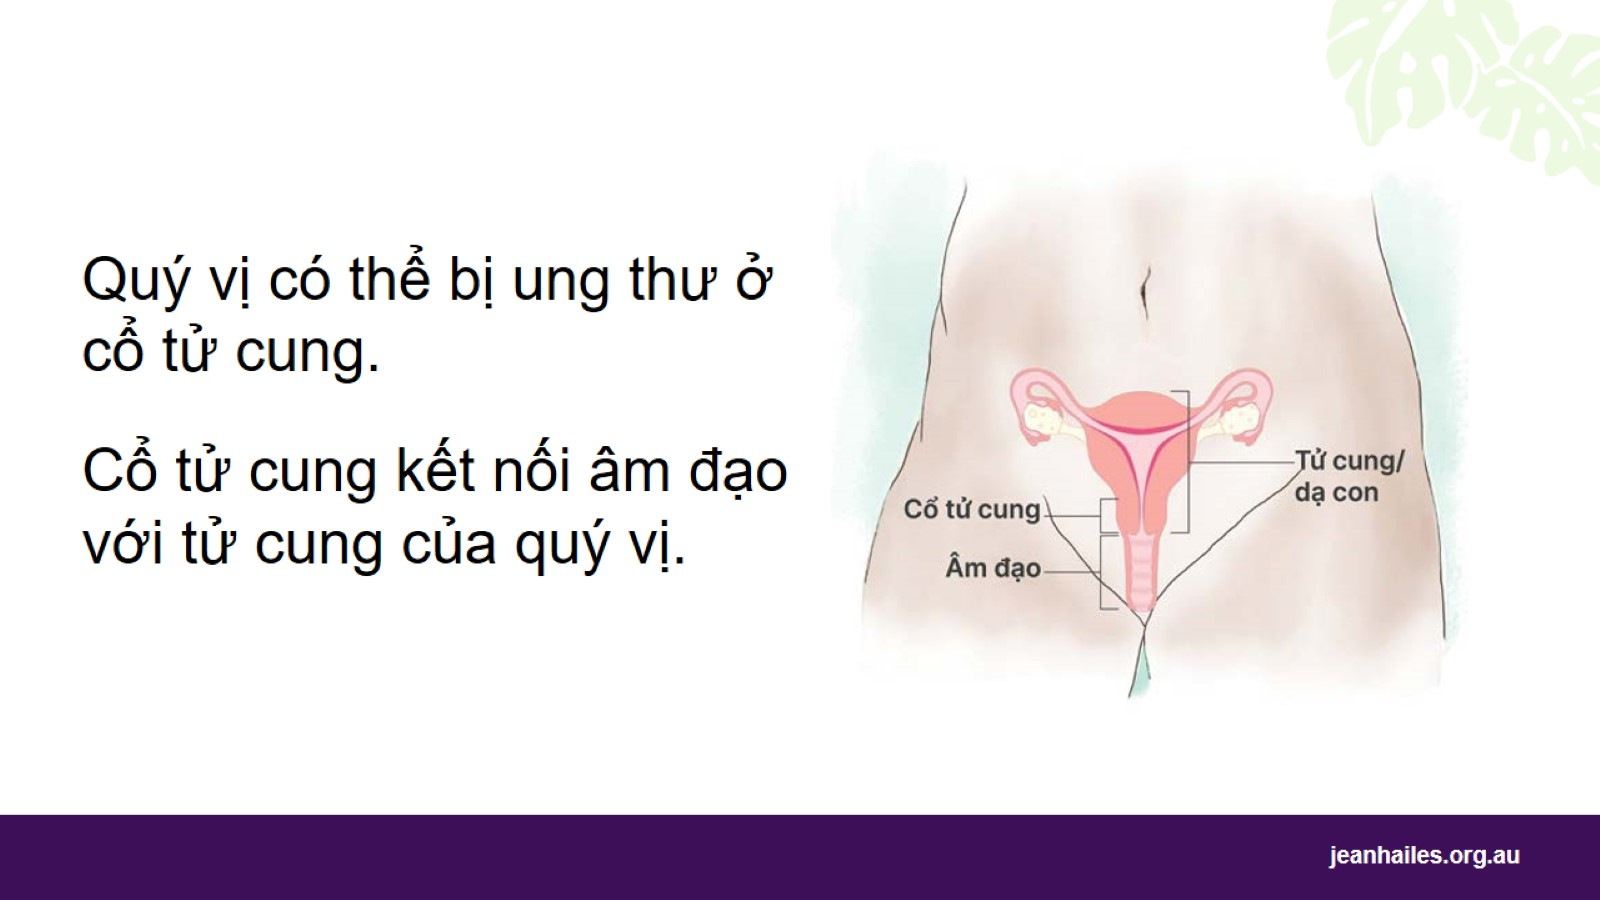 Quý vị có thể bị ung thư ở
cổ tử cung.
Cổ tử cung kết nối âm đạo
với tử cung của quý vị.
Cổ tử cung
Âm đạo
Tử cung/
dạ con
jeanhailes.org.au